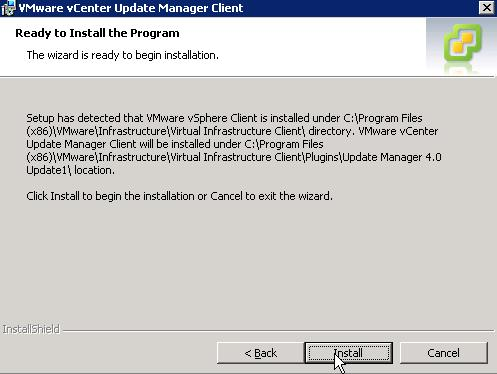 VMware vCenter Update Manager Client
Ready to Install the Program
The wizard is ready to begin installation.
Setup has detected that VMware vSphere Client is installed under C:\Program Files
(x86)\VMware\Infrastructure\Virtual Infrastructure Client\ directory. VMware vCenter
Update Manager Client will be installed under C:\Program Files
(x86)\VMware\Infrastructure\Virtual Infrastructure Client\Plugins\Update Manager 4.0
Update1\ location.
Click Install to begin the installation or Cancel to exit the wizard.
InstallShield
< Back
Install
Cancel